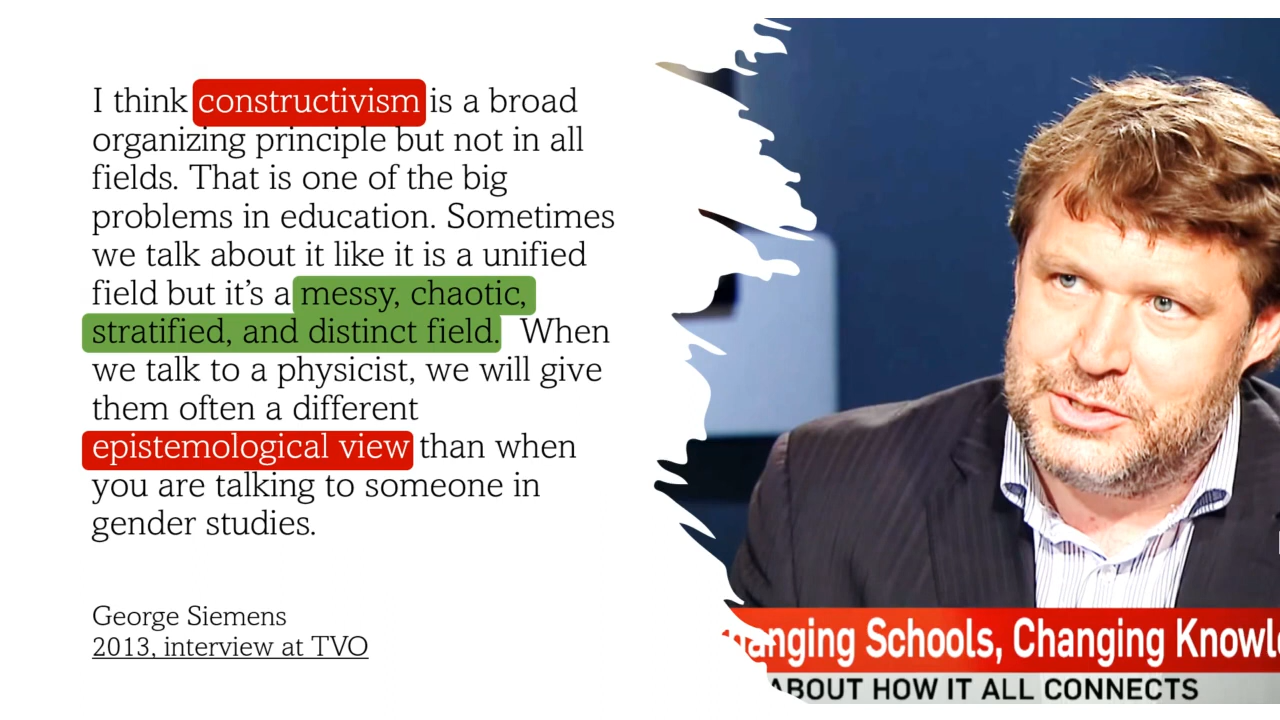 I think constructivism is a broad
organizing principle but not in all
fields. That is one of the big
problems in education. Sometimes
we talk about it like it is a unified
field but it’s a messy, chaotic,
stratified, and distinct field. When
we talk to a physicist, we will give
them often a different
epistemological view than when
you are talking to someone in
gender studies.
George Siemens
2013, interview at TVO
anging Schools, Changing Knowl
ABOUT HOW IT ALL CONNECTS